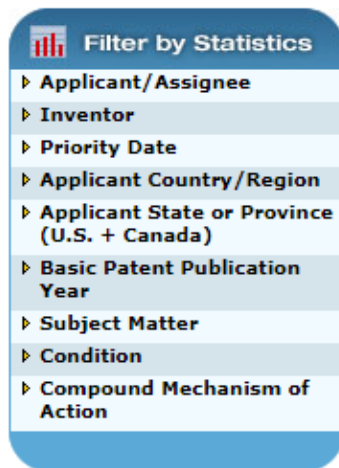 Filter by Statistics
Applicant/Assignee
Inventor
Priority Date
Applicant Country/Region
Applicant State or Province
(U.S. + Canada)
Basic Patent Publication
Year
Subject Matter
Condition
Compound Mechanism of
Action